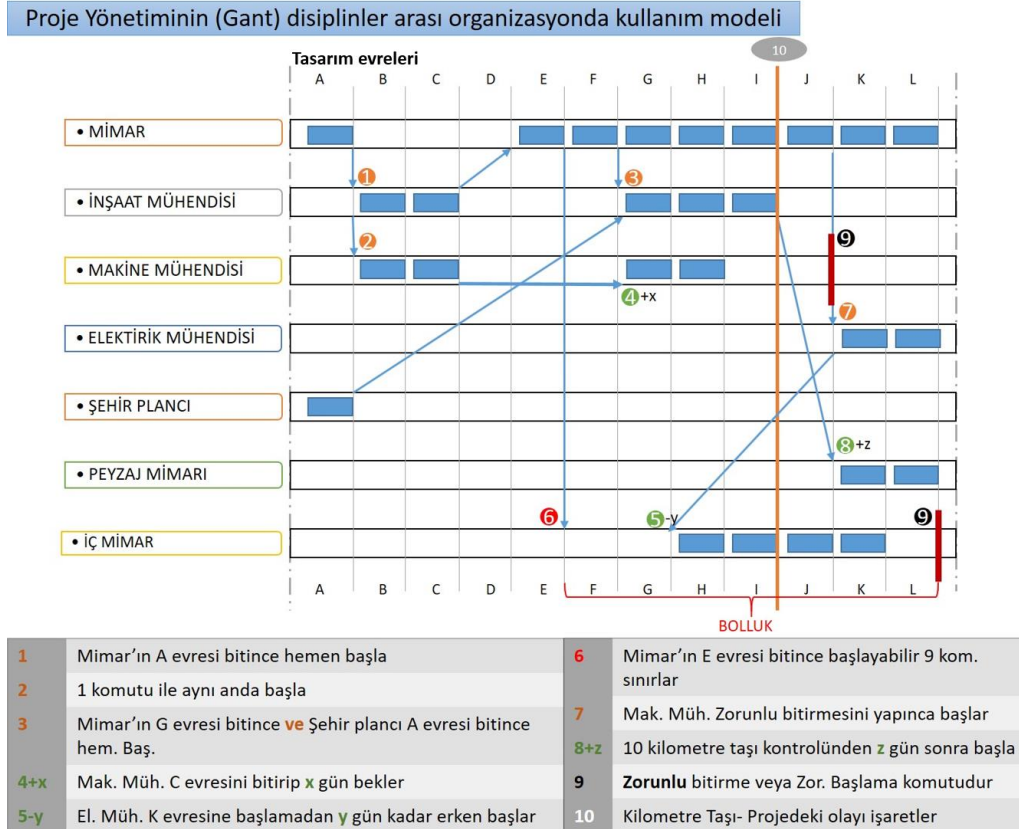 Proje Yönetiminin (Gant) disiplinler arası organizasyonda kullanım modeli
10
Tasarım evreleri
A B C D E F G H I J K L
• MİMAR
1
3
• İNŞAAT MÜHENDİSİ
2
9
• MAKİNE MÜHENDİSİ
4+x
7
• ELEKTİRİK MÜHENDİSİ
• ŞEHİR PLANCI
8+z
• PEYZAJ MİMARI
6
5-y
9
• İÇ MİMAR
A B C D E F G H I J K L
BOLLUK
1 Mimar’ın A evresi bitince hemen başla
2 1 komutu ile aynı anda başla
3 Mimar’ın G evresi bitince ve Şehir plancı A evresi bitince
hem. Baş.
4+x Mak. Müh. C evresini bitirip x gün bekler
5-y El. Müh. K evresine başlamadan y gün kadar erken başlar
6 Mimar’ın E evresi bitince başlayabilir 9 kom.
sınırlar
7 Mak. Müh. Zorunlu bitirmesini yapınca başlar
8+z 10 kilometre taşı kontrolünden z gün sonra başla
9 Zorunlu bitirme veya Zor. Başlama komutudur
10 Kilometre Taşı- Projedeki olayı işaretler